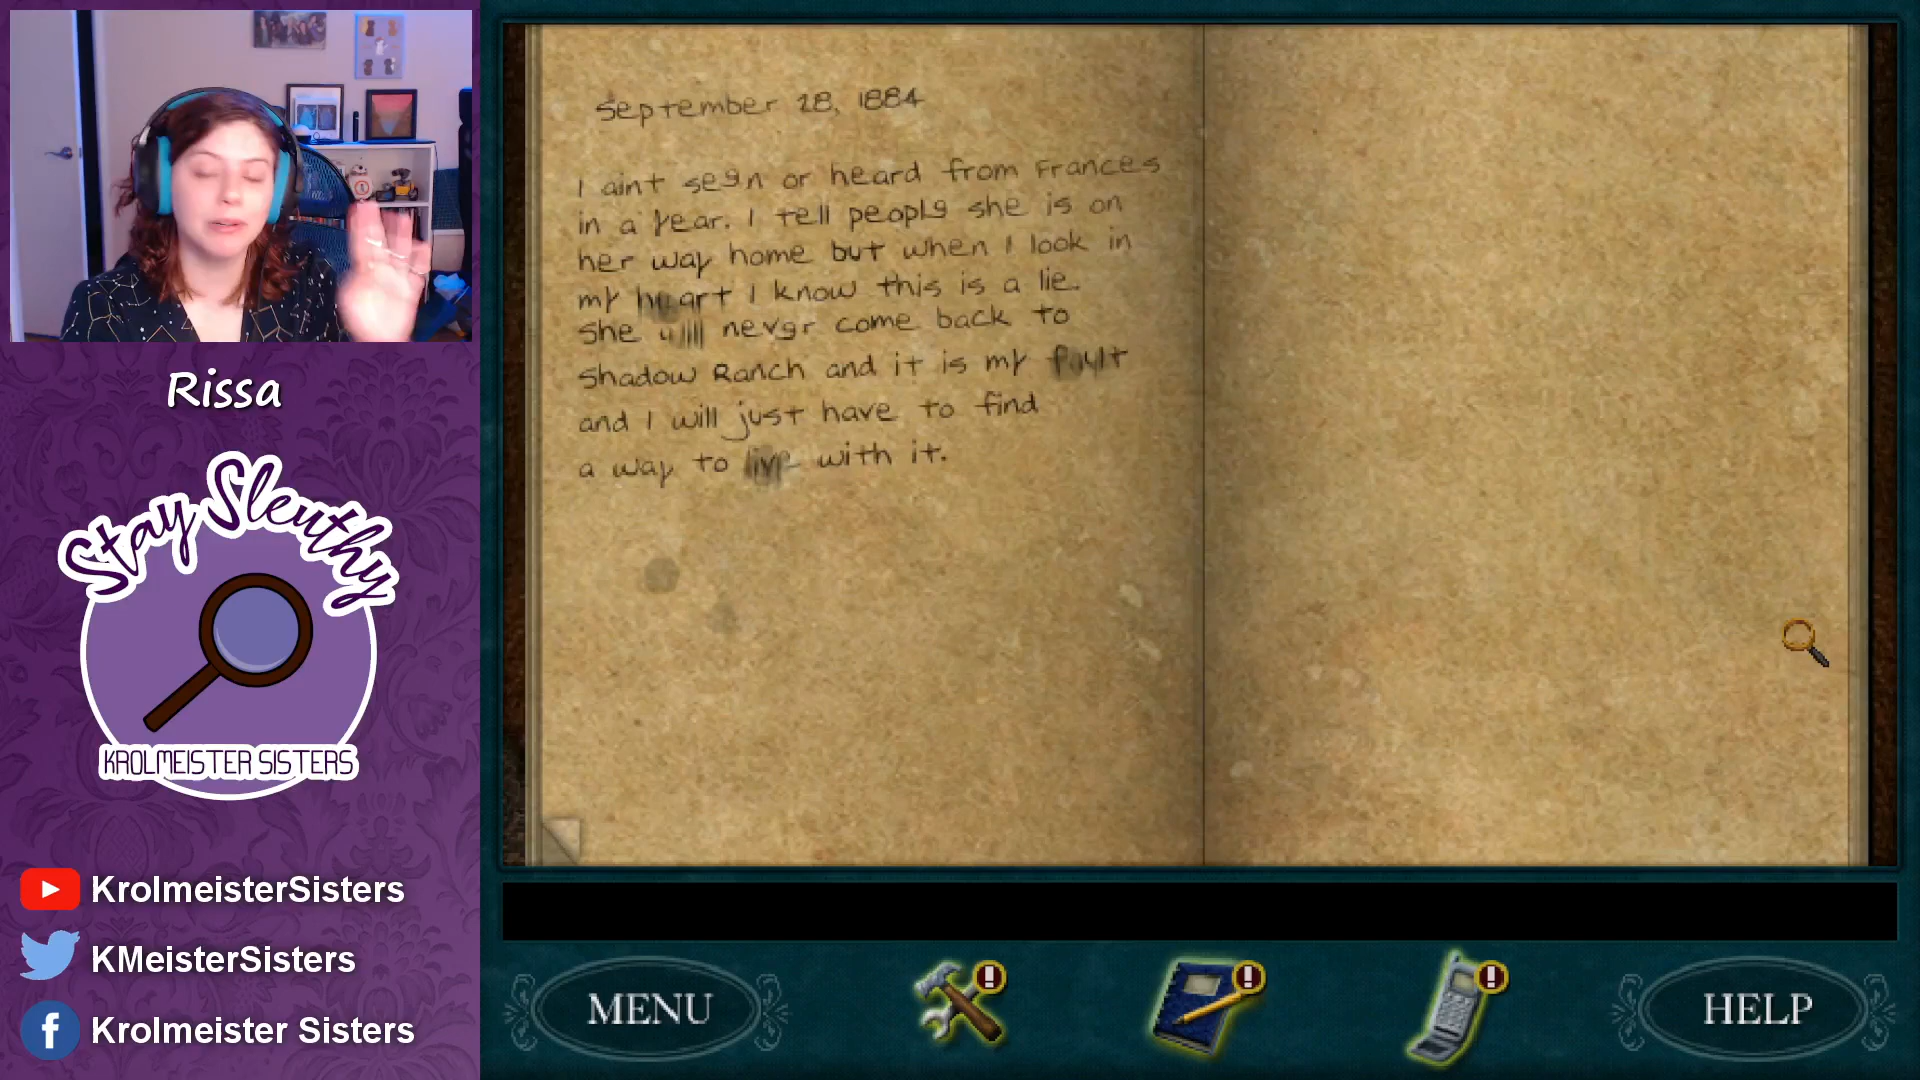 Rissa
Stay Sleuthy
KROLMEISTER SISTERS
KrolmeisterSisters
KMeisterSisters
Krolmeister Sisters
September 28, 1884
I aint seen or heard from Frances
in a year. I tell people she is on
her way home but when I look in
my heart I know this is a lie.
She will never come back to
Shadow Ranch and it is my fault
and I will just have to find
a way to live with it.
MENU
HELP